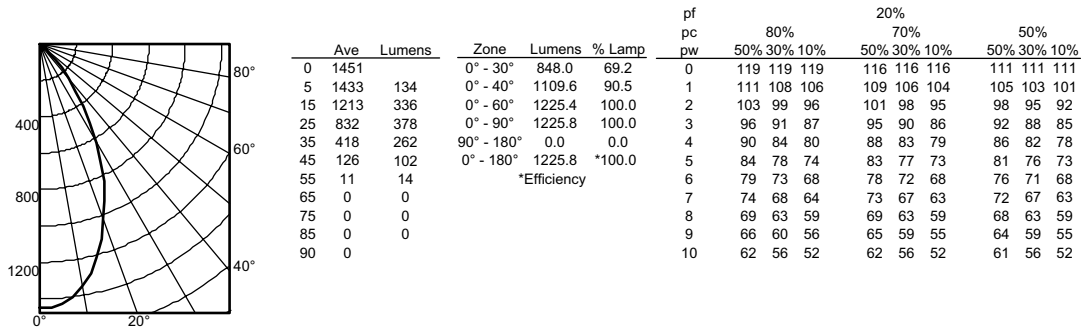 80°
60°
40°
20°
0°
400
800
1200
Ave Lumens
0 1451
5 1433 134
15 1213 336
25 832 378
35 418 262
45 126 102
55 11 14
65 0 0
75 0 0
85 0 0
90 0
Zone Lumens % Lamp
0° - 30° 848.0 69.2
0° - 40° 1109.6 90.5
0° - 60° 1225.4 100.0
0° - 90° 1225.8 100.0
90° - 180° 0.0 0.0
0° - 180° 1225.8 *100.0
*Efficiency
pf 20%
pc 80% 70% 50%
pw 50% 30% 10% 50% 30% 10% 50% 30% 10%
0 119 119 119 116 116 116 111 111 111
1 111 108 106 109 106 104 105 103 101
2 103 99 96 101 98 95 98 95 92
3 96 91 87 95 90 86 92 88 85
4 90 84 80 88 83 79 86 82 78
5 84 78 74 83 77 73 81 76 73
6 79 73 68 78 72 68 76 71 68
7 74 68 64 73 67 63 72 67 63
8 69 63 59 69 63 59 68 63 59
9 66 60 56 65 59 55 64 59 55
10 62 56 52 62 56 52 61 56 52